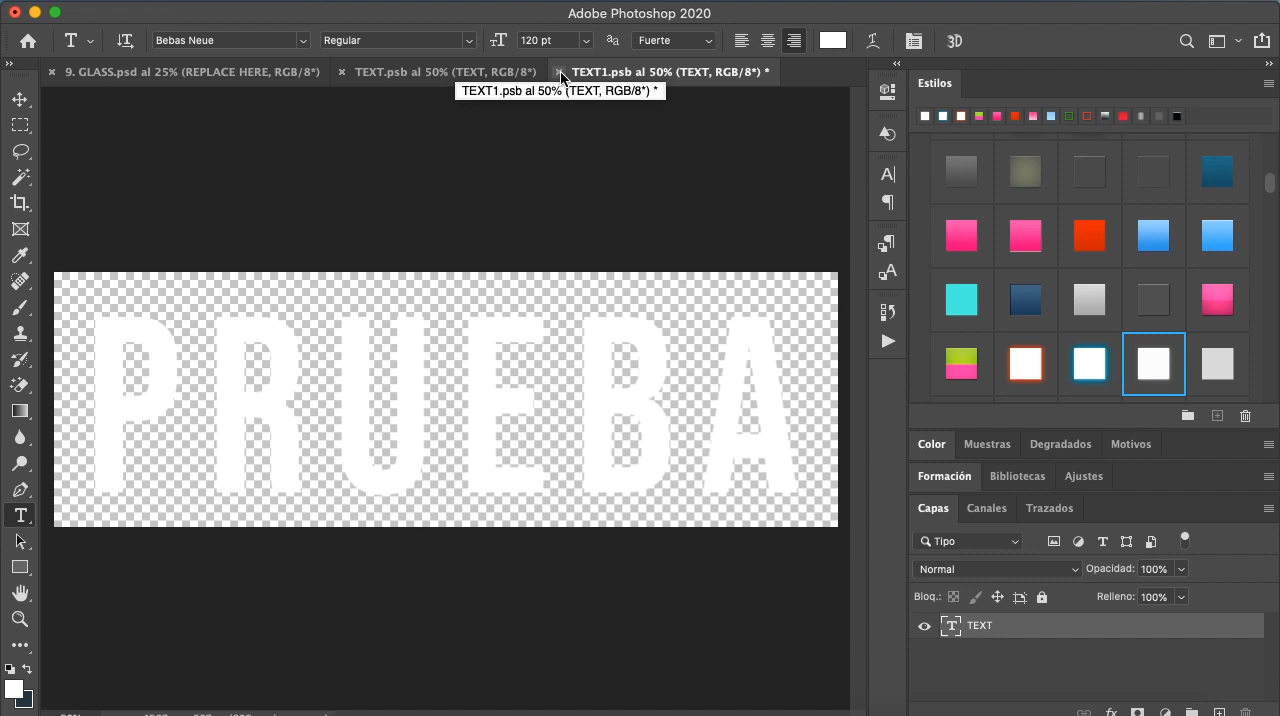 Adobe Photoshop 2020
T Bebas Neue Regular 120 pt aa Fuerte 3D
× 9. GLASS.psd al 25% (REPLACE HERE, RGB/8*) × TEXT.psb al 50% (TEXT, RGB/8*) × TEXT1.psb al 50% (TEXT, RGB/8*) *
TEXT1.psb al 50% (TEXT, RGB/8*) *
Estilos
PRUEBA
Color Muestras Degradados Motivos
Formación Bibliotecas Ajustes
Capas Canales Trazados
Tipo
Normal Opacidad: 100%
Bloq.: Relleno: 100%
T TEXT
fx